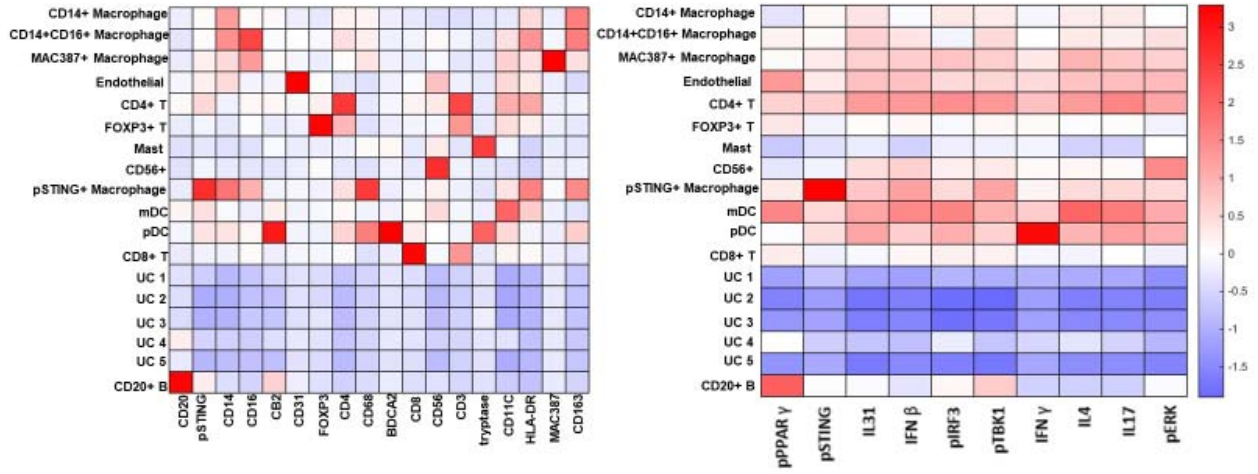 CD14+ Macrophage
CD14+CD16+ Macrophage
MAC387+ Macrophage
Endothelial
CD4+ T
FOXP3+ T
Mast
CD56+
pSTING+ Macrophage
mDC
pDC
CD8+ T
UC 1
UC 2
UC 3
UC 4
UC 5
CD20+ B
CD20
pSTING
CD14
CD16
CB2
CD31
FOXP3
CD4
CD68
BDCA2
CD8
CD56
CD3
tryptase
CD11C
HLA-DR
MAC387
CD163
CD14+ Macrophage
CD14+CD16+ Macrophage
MAC387+ Macrophage
Endothelial
CD4+ T
FOXP3+ T
Mast
CD56+
pSTING+ Macrophage
mDC
pDC
CD8+ T
UC 1
UC 2
UC 3
UC 4
UC 5
CD20+ B
pPPAR γ
pSTING
IL31
IFN β
pIRF3
pTBK1
IFN γ
IL4
IL17
pERK
3
2.5
2
1.5
1
0.5
0
-0.5
-1
-1.5